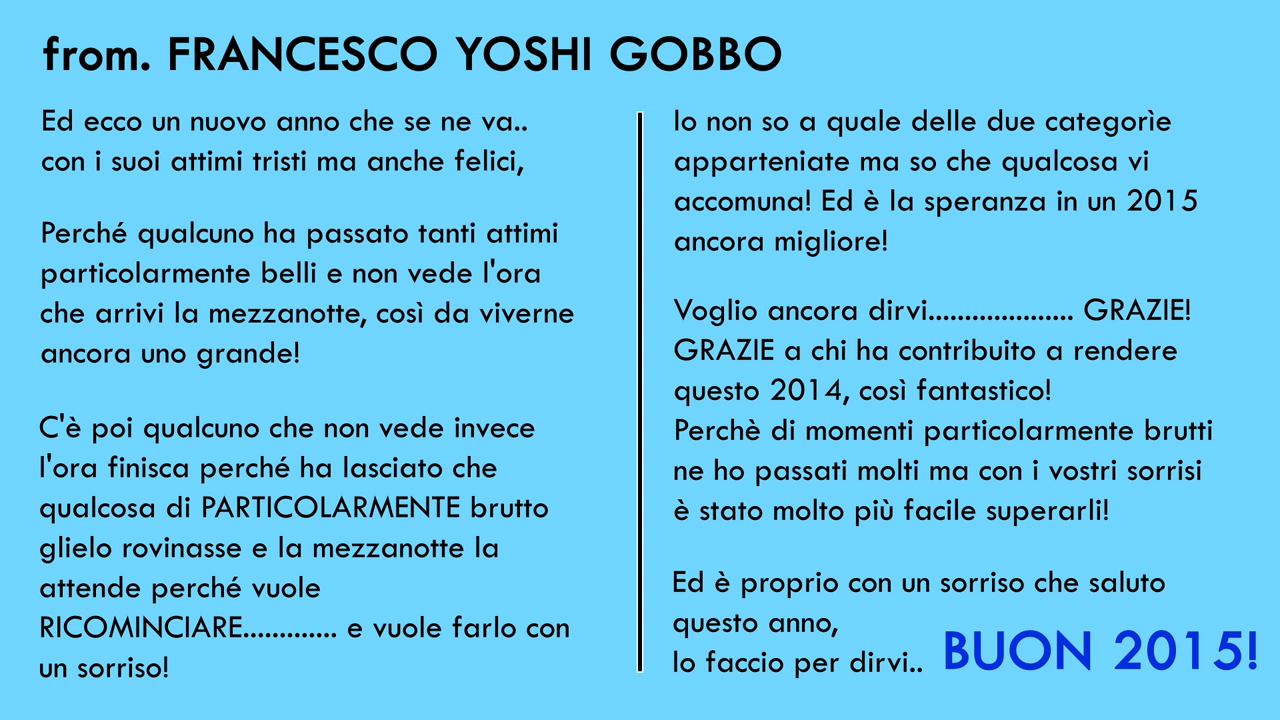 from. FRANCESCO YOSHI GOBBO
Ed ecco un nuovo anno che se ne va..
con i suoi attimi tristi ma anche felici,
Perché qualcuno ha passato tanti attimi
particolarmente belli e non vede l'ora
che arrivi la mezzanotte, così da viverne
ancora uno grande!
C'è poi qualcuno che non vede invece
l'ora finisca perché ha lasciato che
qualcosa di PARTICOLARMENTE brutto
glielo rovinasse e la mezzanotte la
attende perché vuole
RICOMINCIARE............. e vuole farlo con
un sorriso!
Io non so a quale delle due categorìe
apparteniate ma so che qualcosa vi
accomuna! Ed è la speranza in un 2015
ancora migliore!
Voglio ancora dirvi.................... GRAZIE!
GRAZIE a chi ha contribuito a rendere
questo 2014, così fantastico!
Perchè di momenti particolarmente brutti
ne ho passati molti ma con i vostri sorrisi
è stato molto più facile superarli!
Ed è proprio con un sorriso che saluto
questo anno,
lo faccio per dirvi..
BUON 2015!